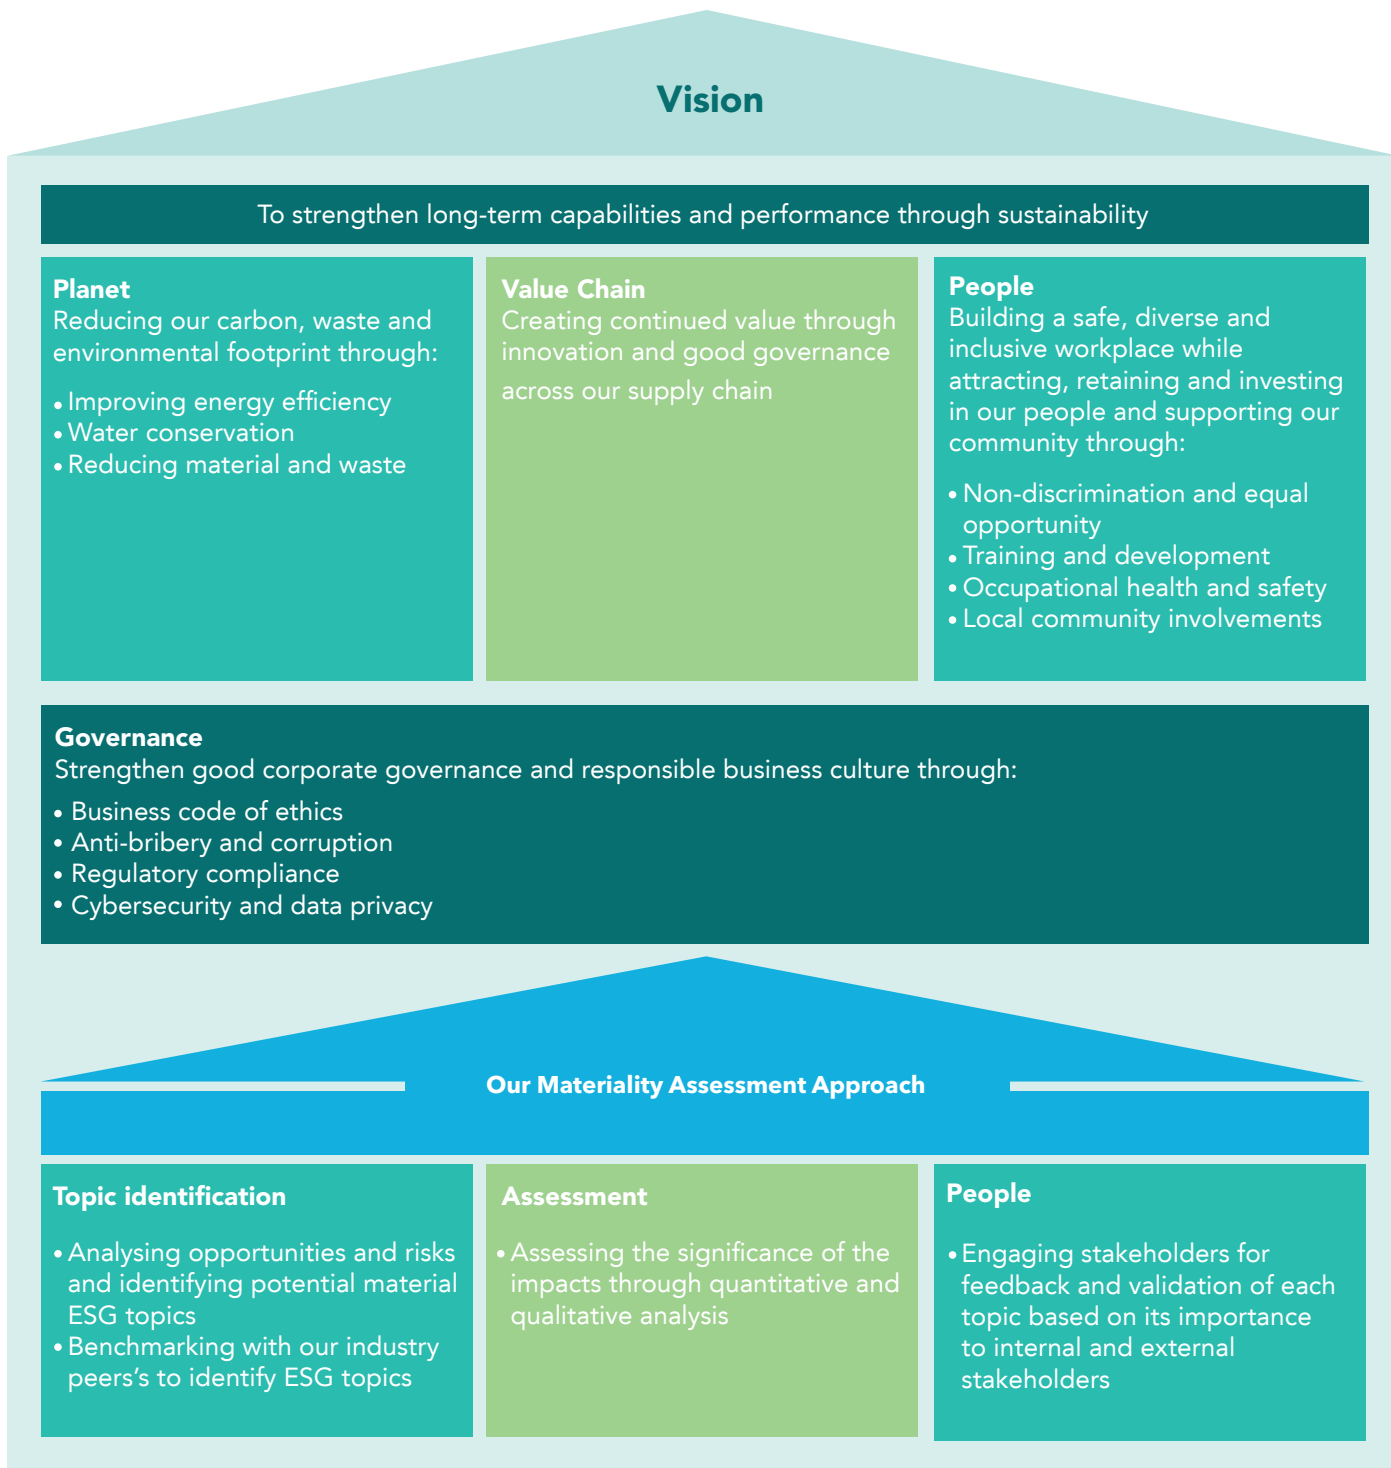 Vision
To strengthen long-term capabilities and performance through sustainability
Planet
Reducing our carbon, waste and
environmental footprint through:
• Improving energy efficiency
• Water conservation
• Reducing material and waste
Value Chain
Creating continued value through
innovation and good governance
across our supply chain
People
Building a safe, diverse and
inclusive workplace while
attracting, retaining and investing
in our people and supporting our
community through:
• Non-discrimination and equal
opportunity
• Training and development
• Occupational health and safety
• Local community involvements
Governance
Strengthen good corporate governance and responsible business culture through:
• Business code of ethics
• Anti-bribery and corruption
• Regulatory compliance
• Cybersecurity and data privacy
Our Materiality Assessment Approach
Topic identification
• Analysing opportunities and risks
and identifying potential material
ESG topics
• Benchmarking with our industry
peers's to identify ESG topics
Assessment
• Assessing the significance of the
impacts through quantitative and
qualitative analysis
People
• Engaging stakeholders for
feedback and validation of each
topic based on its importance
to internal and external
stakeholders